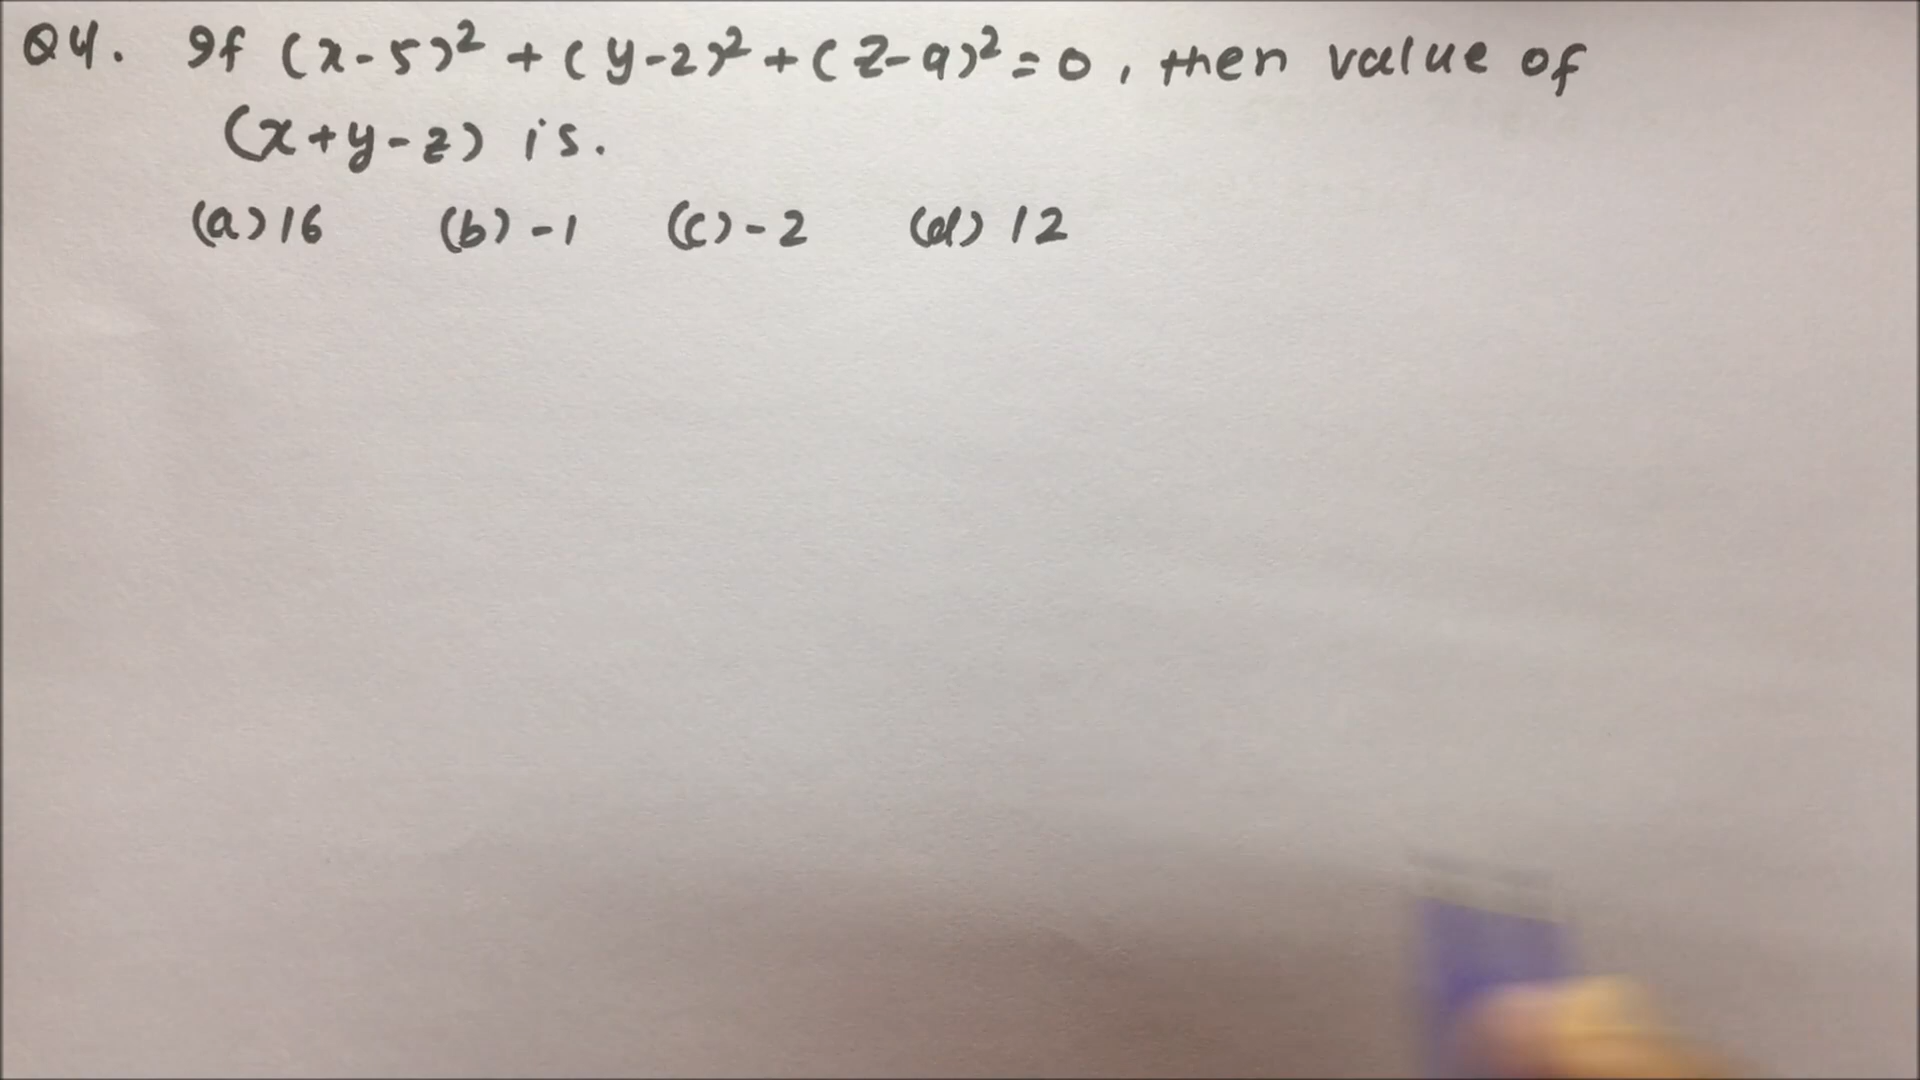 Q4. If (x-5)² + (y-2)² + (z-9)² = 0, then value of
(x+y-z) is.
(a) 16 (b) -1 (c) -2 (d) 12